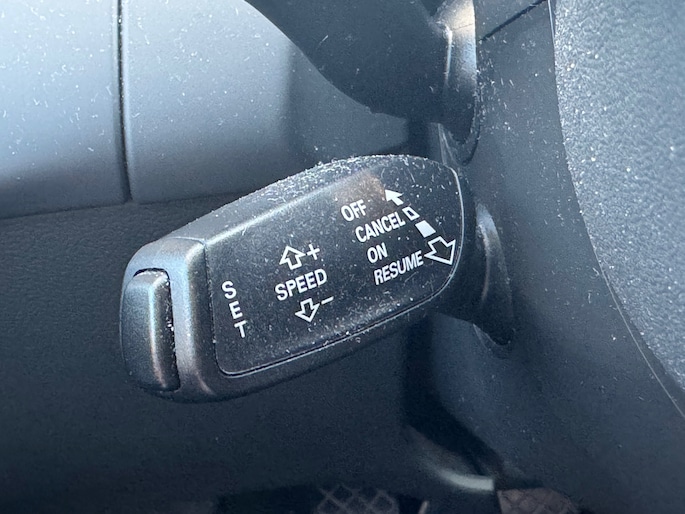 SET
SPEED
+
-
OFF
CANCEL
ON
RESUME